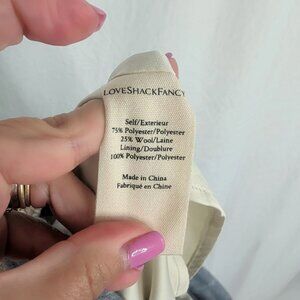 LOVESHACKFANCY
Self/Exterieur
75% Polyester/Polyester
25% Wool/Laine
Lining/Doublure
100% Polyester/Polyester
Made in China
Fabriqué en Chine